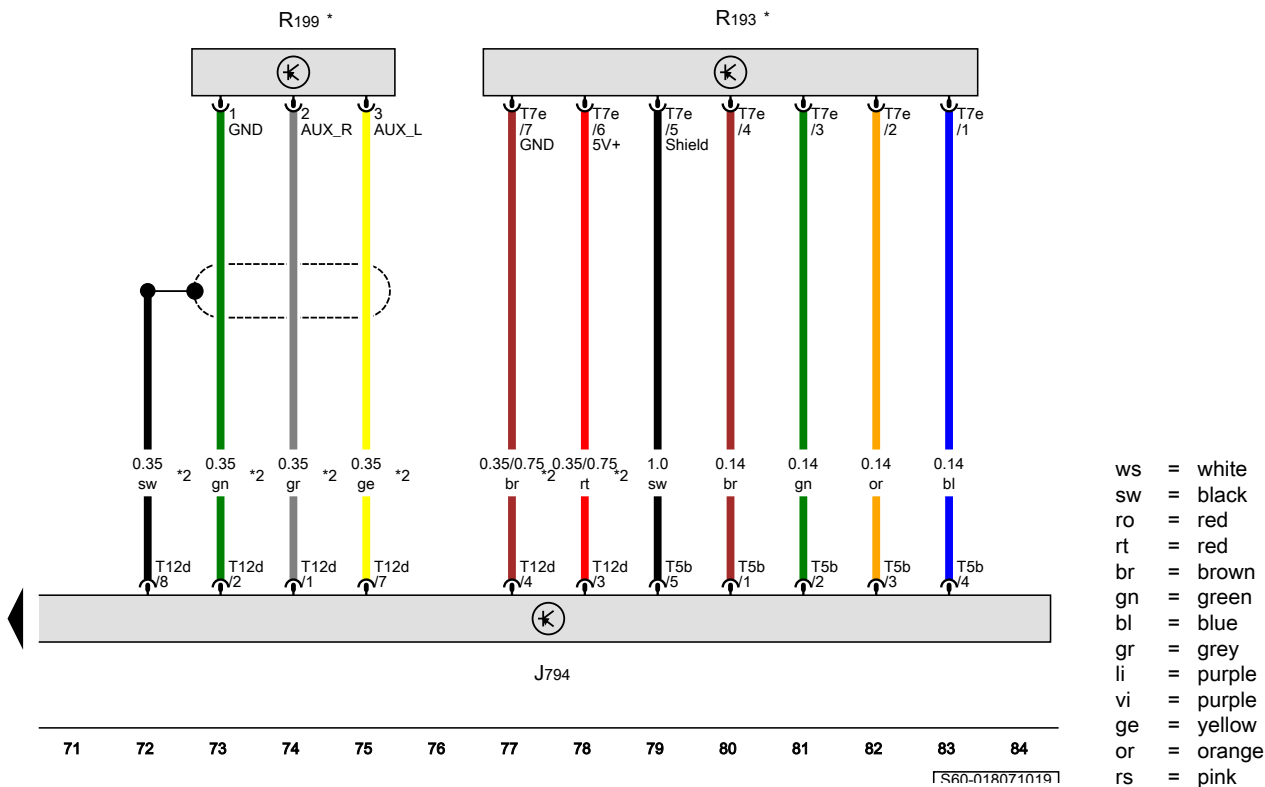 R199 * R193 *
1 2 3 T7e T7e T7e T7e T7e T7e T7e
GND AUX_R AUX_L /7 /6 /5 /4 /3 /2 /1
GND 5V+ Shield
0.35 0.35 0.35 0.35 0.35/0.75 0.35/0.75 1.0 0.14 0.14 0.14 0.14
*2 *2 *2 *2 *2 *2
sw gn gr ge br rt sw br gn or bl
T12d T12d T12d T12d T12d T12d T5b T5b T5b T5b T5b
/8 /2 /1 /7 /4 /3 /5 /1 /2 /3 /4
J794
71 72 73 74 75 76 77 78 79 80 81 82 83 84
S60-018071019
ws = white
sw = black
ro = red
rt = red
br = brown
gn = green
bl = blue
gr = grey
li = purple
vi = purple
ge = yellow
or = orange
rs = pink